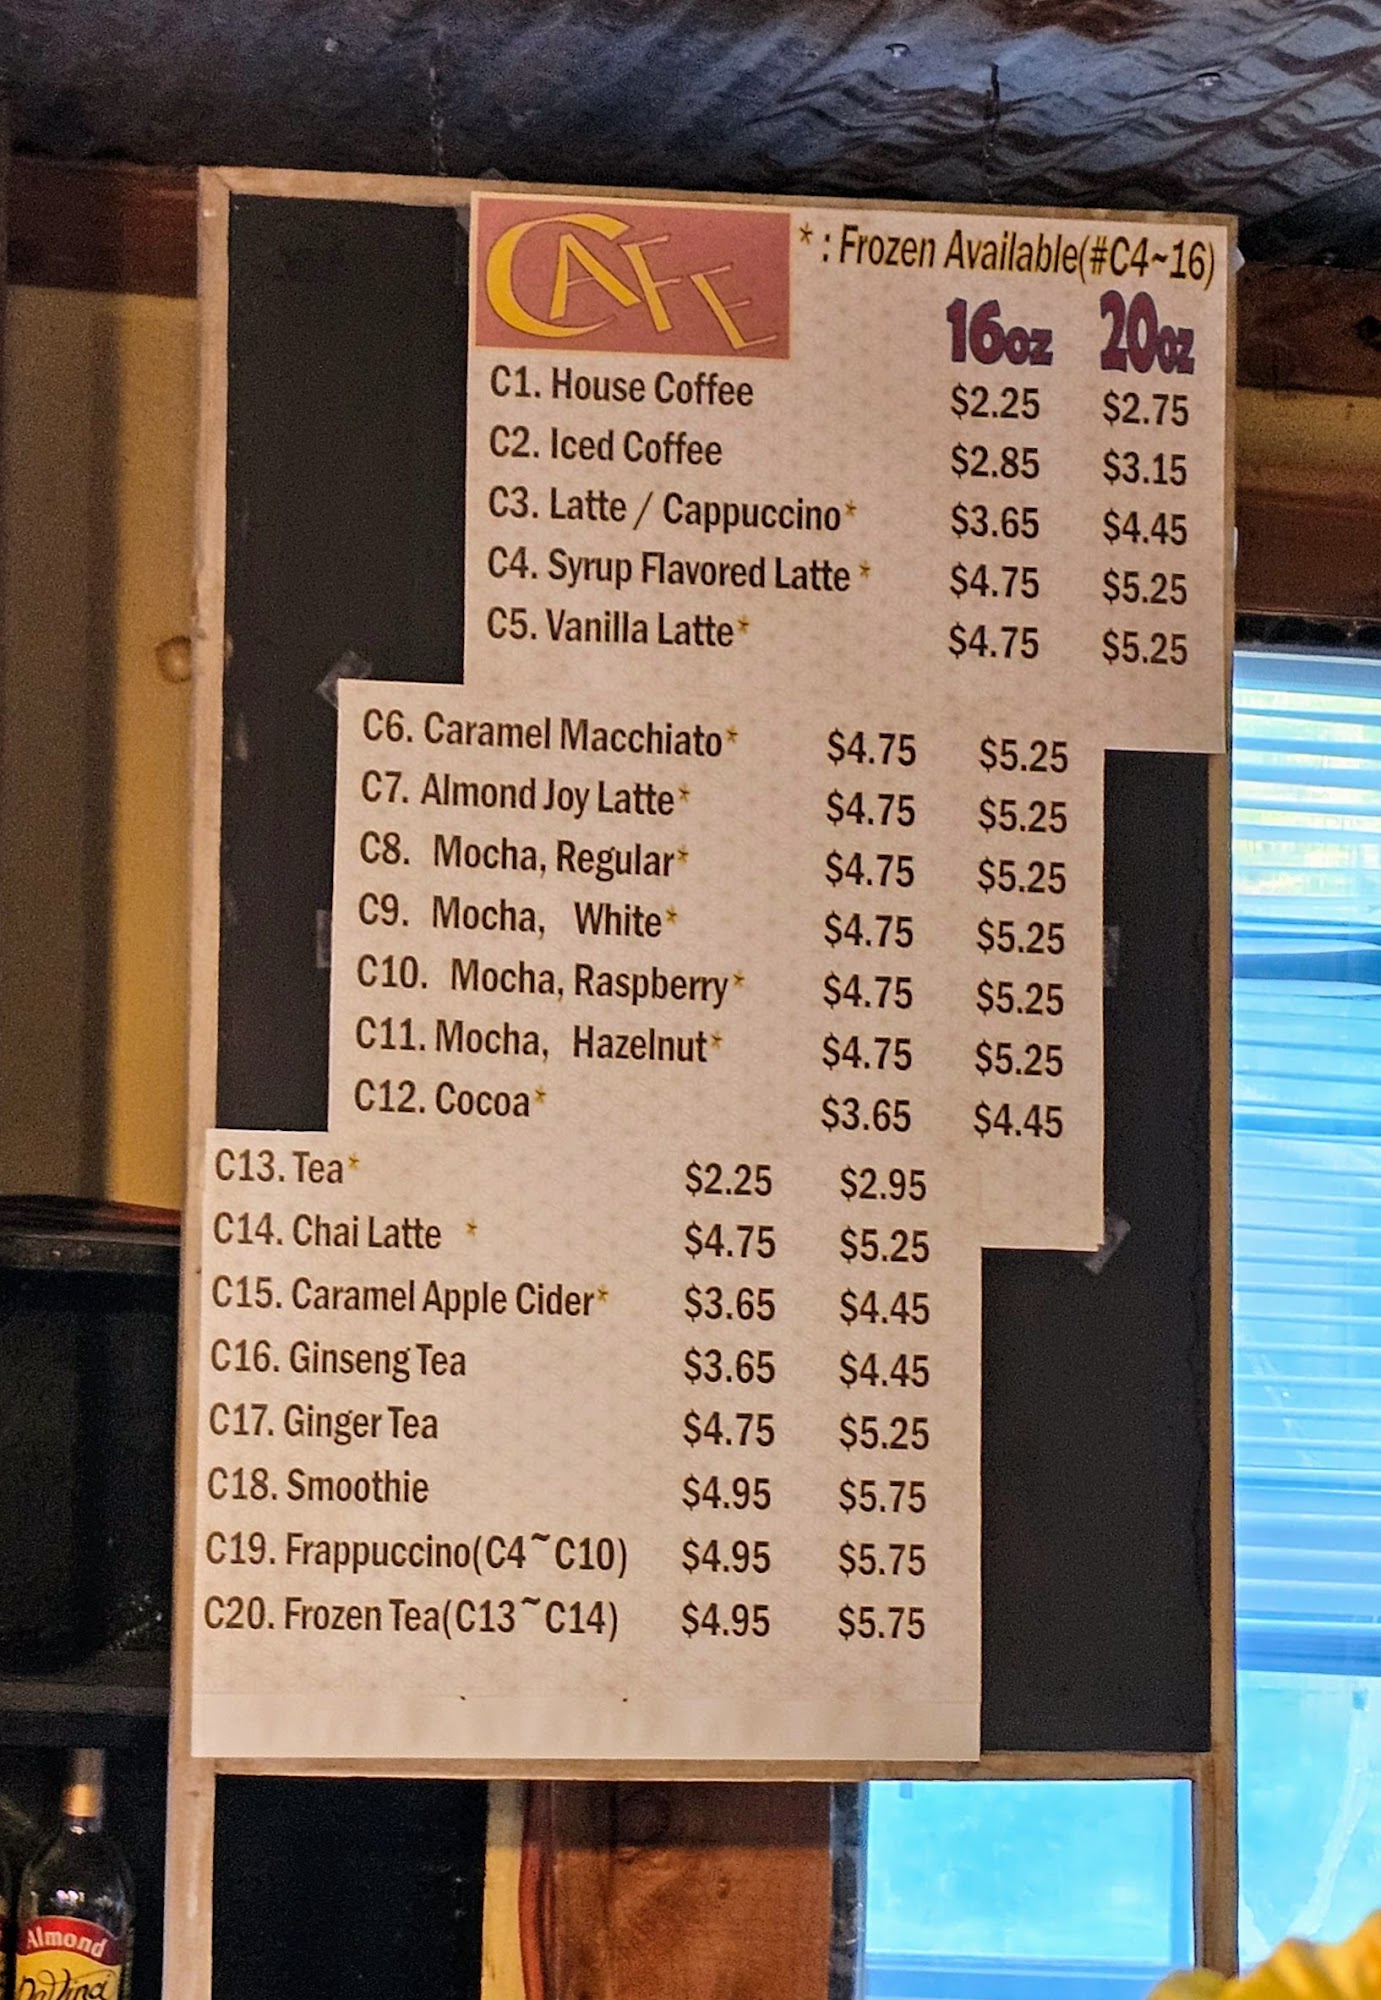 CAFE
* : Frozen Available(#C4~16)
16oz 20oz
C1. House Coffee $2.25 $2.75
C2. Iced Coffee $2.85 $3.15
C3. Latte / Cappuccino* $3.65 $4.45
C4. Syrup Flavored Latte * $4.75 $5.25
C5. Vanilla Latte* $4.75 $5.25
C6. Caramel Macchiato* $4.75 $5.25
C7. Almond Joy Latte* $4.75 $5.25
C8. Mocha, Regular* $4.75 $5.25
C9. Mocha, White* $4.75 $5.25
C10. Mocha, Raspberry* $4.75 $5.25
C11. Mocha, Hazelnut* $4.75 $5.25
C12. Cocoa* $3.65 $4.45
C13. Tea* $2.25 $2.95
C14. Chai Latte * $4.75 $5.25
C15. Caramel Apple Cider* $3.65 $4.45
C16. Ginseng Tea $3.65 $4.45
C17. Ginger Tea $4.75 $5.25
C18. Smoothie $4.95 $5.75
C19. Frappuccino(C4~C10) $4.95 $5.75
C20. Frozen Tea(C13~C14) $4.95 $5.75
Almond
DaVinci